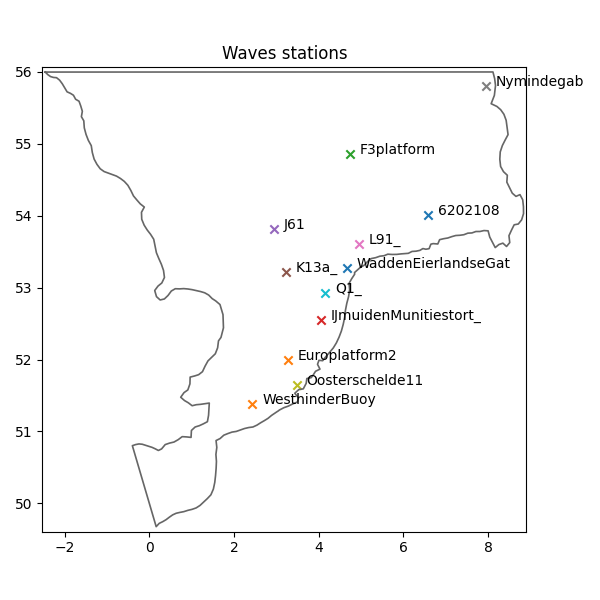 Waves stations
56
Nymindegab
55
F3platform
54
6202108
J61
L91_
WaddenEierlandseGat
K13a_
53
Q1_
IJmuidenMunitiestort_
Europlatform2
52
Oosterschelde11
WesthinderBuoy
51
50
−2 0 2 4 6 8